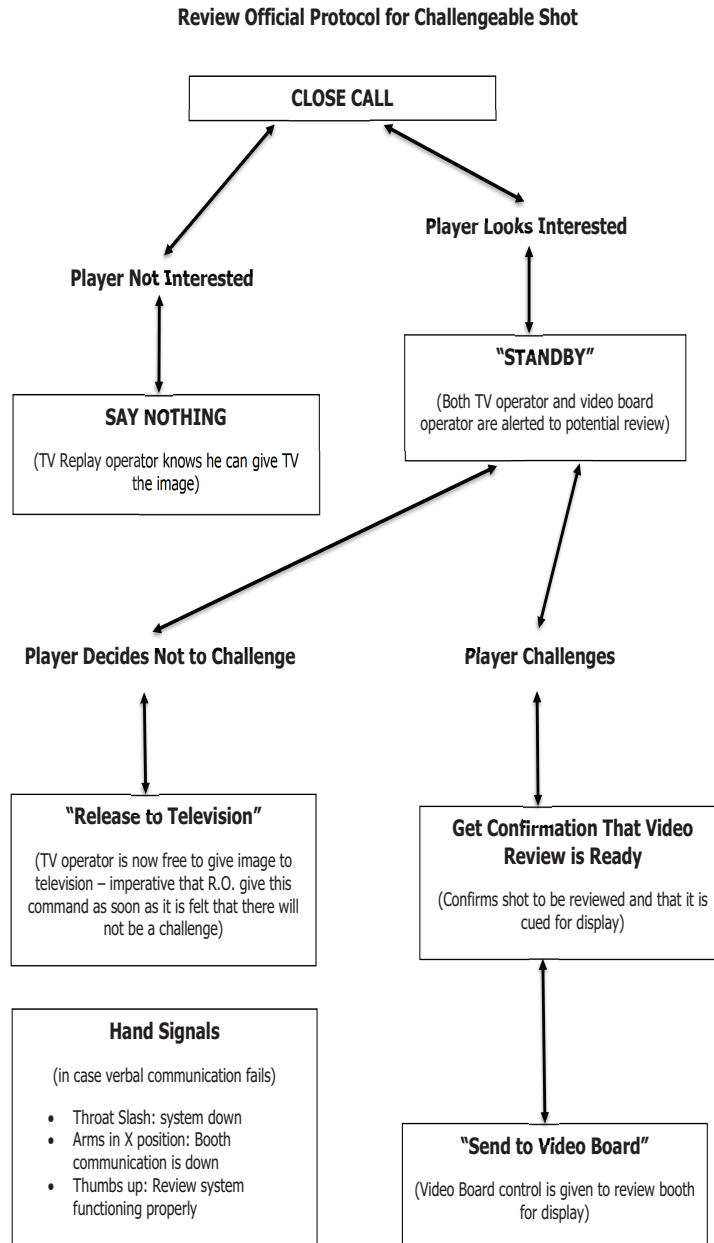 Review Official Protocol for Challengeable Shot
CLOSE CALL
Player Looks Interested
Player Not Interested
“STANDBY”
(Both TV operator and video board
operator are alerted to potential review)
SAY NOTHING
(TV Replay operator knows he can give TV
the image)
Player Decides Not to Challenge
Player Challenges
“Release to Television”
(TV operator is now free to give image to
television – imperative that R.O. give this
command as soon as it is felt that there will
not be a challenge)
Get Confirmation That Video
Review is Ready
(Confirms shot to be reviewed and that it is
cued for display)
Hand Signals
(in case verbal communication fails)
• Throat Slash: system down
• Arms in X position: Booth
communication is down
• Thumbs up: Review system
functioning properly
“Send to Video Board”
(Video Board control is given to review booth
for display)